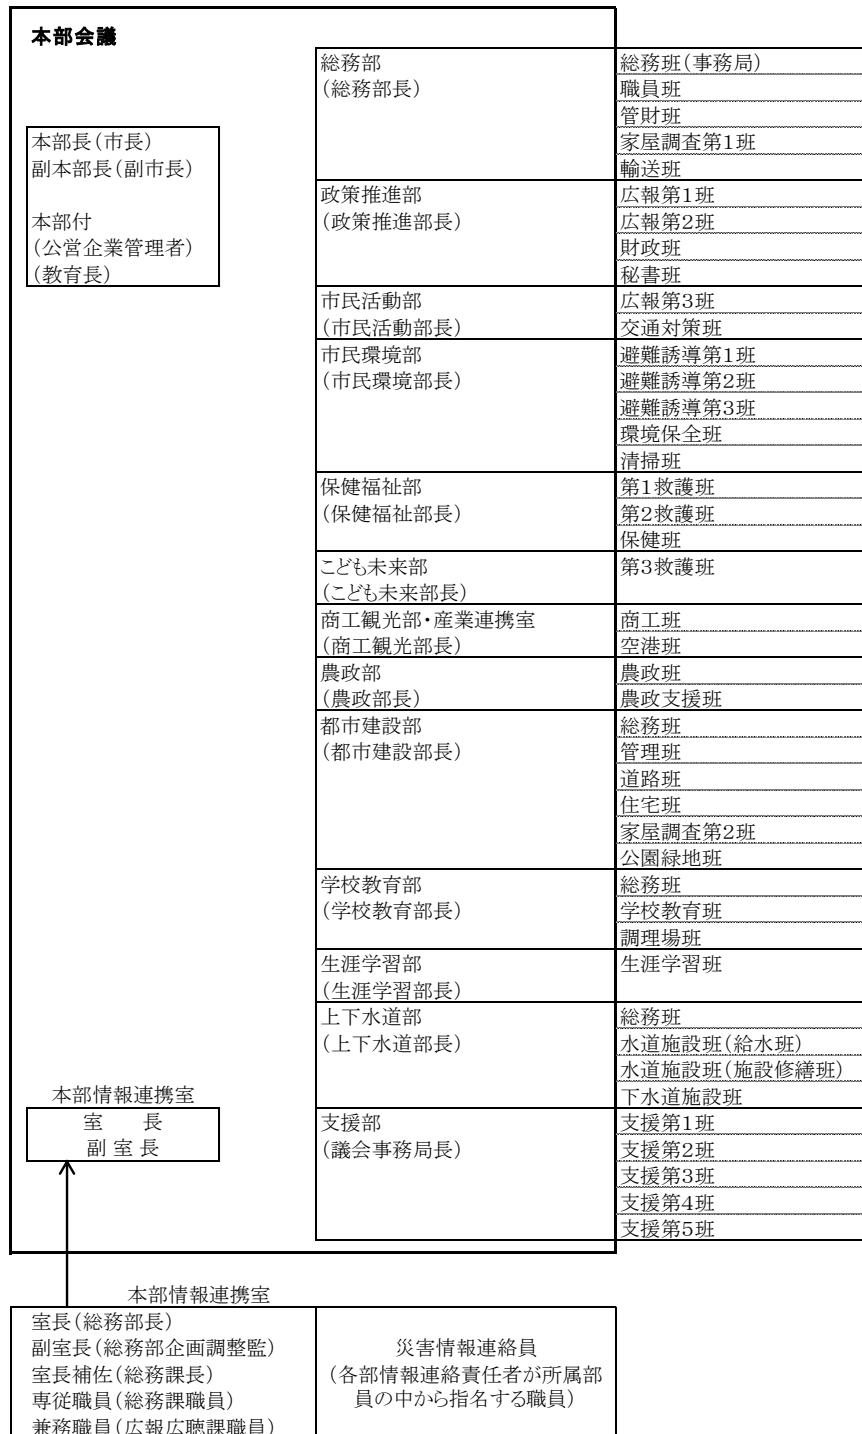 本部会議
本部長(市長)
副本部長(副市長)
本部付
(公営企業管理者)
(教育長)
総務部
(総務部長)
総務班(事務局)
職員班
管財班
家屋調査第1班
輸送班
政策推進部
(政策推進部長)
広報第1班
広報第2班
財政班
秘書班
市民活動部
(市民活動部長)
広報第3班
交通対策班
市民環境部
(市民環境部長)
避難誘導第1班
避難誘導第2班
避難誘導第3班
環境保全班
清掃班
保健福祉部
(保健福祉部長)
第1救護班
第2救護班
保健班
こども未来部
(こども未来部長)
第3救護班
商工観光部・産業連携室
(商工観光部長)
商工班
空港班
農政部
(農政部長)
農政班
農政支援班
都市建設部
(都市建設部長)
総務班
管理班
道路班
住宅班
家屋調査第2班
公園緑地班
学校教育部
(学校教育部長)
総務班
学校教育班
調理場班
生涯学習部
(生涯学習部長)
生涯学習班
上下水道部
(上下水道部長)
総務班
水道施設班(給水班)
水道施設班(施設修繕班)
下水道施設班
支援部
(議会事務局長)
支援第1班
支援第2班
支援第3班
支援第4班
支援第5班
本部情報連携室
室　長
副室長
本部情報連携室
室長(総務部長)
副室長(総務部企画調整監)
室長補佐(総務課長)
専従職員(総務課職員)
兼務職員(広報広聴課職員)
災害情報連絡員
(各部情報連絡責任者が所属部
員の中から指名する職員)